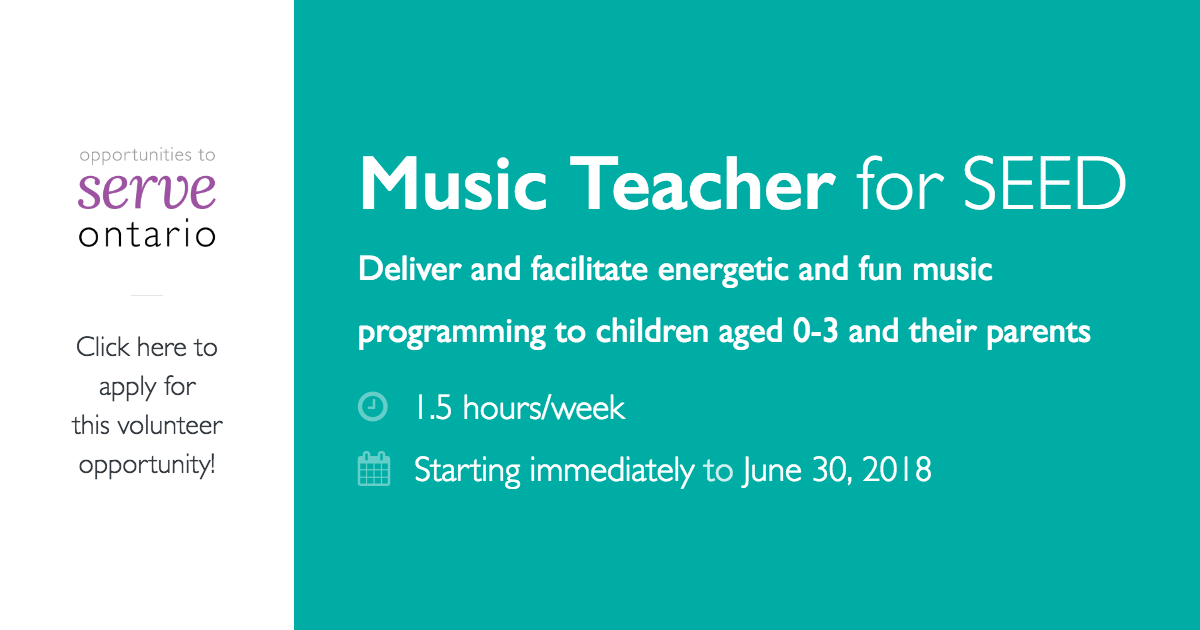 opportunities to
serve
ontario
Click here to
apply for
this volunteer
opportunity!
Music Teacher for SEED
Deliver and facilitate energetic and fun music
programming to children aged 0-3 and their parents
1.5 hours/week
Starting immediately to June 30, 2018